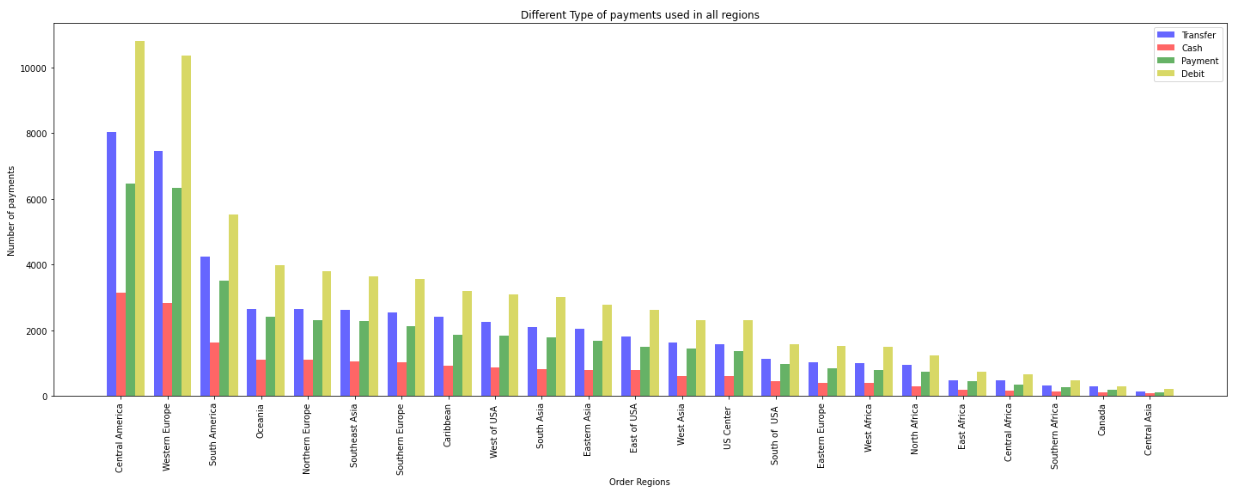 Different Type of payments used in all regions
Transfer
Cash
Payment
Debit
Number of payments
10000
8000
6000
4000
2000
0
Central America
Western Europe
South America
Oceania
Northern Europe
Southeast Asia
Southern Europe
Caribbean
West of USA
South Asia
Eastern Asia
East of USA
West Asia
US Center
South of  USA
Eastern Europe
West Africa
North Africa
East Africa
Central Africa
Southern Africa
Canada
Central Asia
Order Regions